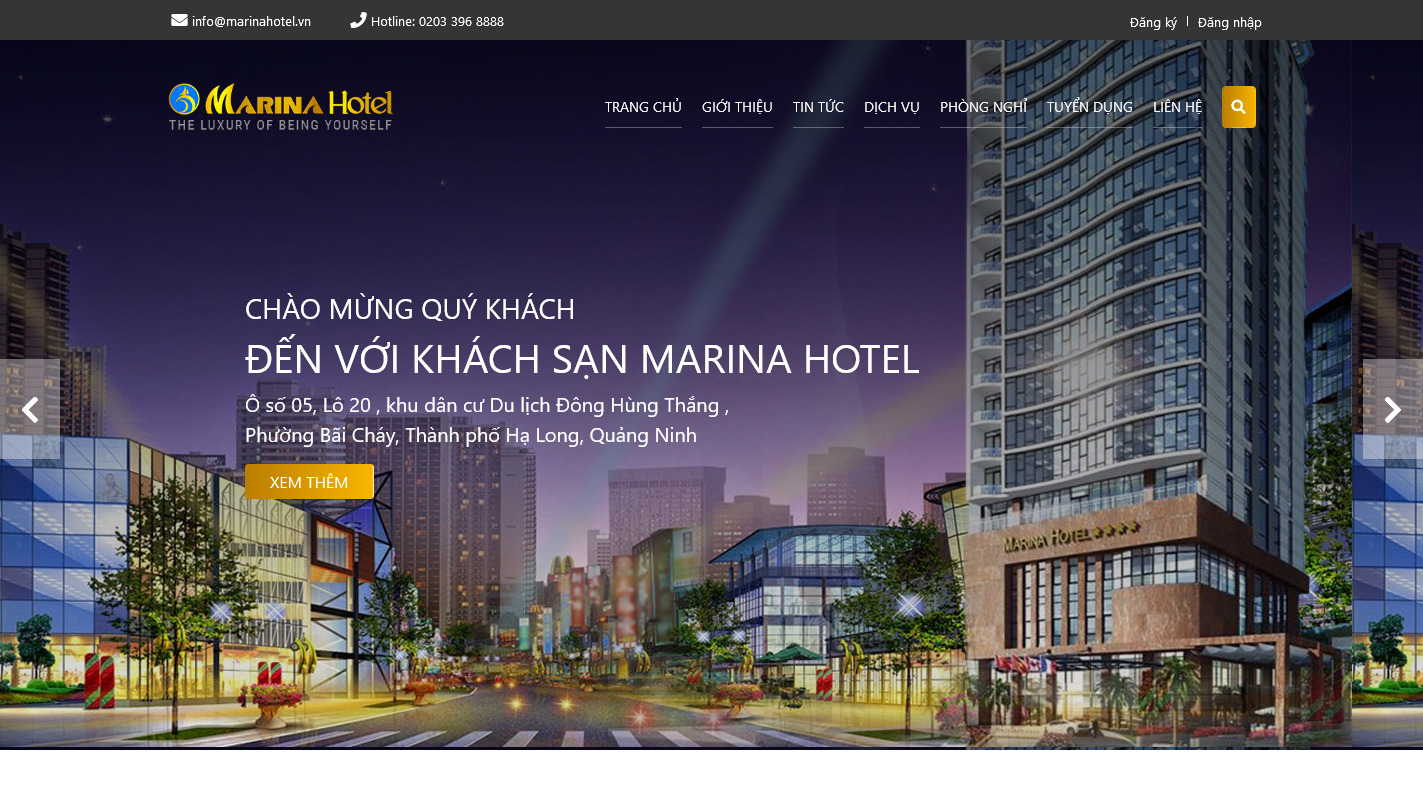 info@marinahotel.vn
Hotline: 0203 396 8888
Đăng ký | Đăng nhập
MARINA Hotel
THE LUXURY OF BEING YOURSELF
TRANG CHỦ GIỚI THIỆU TIN TỨC DỊCH VỤ PHÒNG NGHỈ TUYỂN DỤNG LIÊN HỆ
CHÀO MỪNG QUÝ KHÁCH
ĐẾN VỚI KHÁCH SẠN MARINA HOTEL
Ô số 05, Lô 20 , khu dân cư Du lịch Đông Hùng Thắng ,
Phường Bãi Cháy, Thành phố Hạ Long, Quảng Ninh
XEM THÊM
MARINA HOTEL★★★★